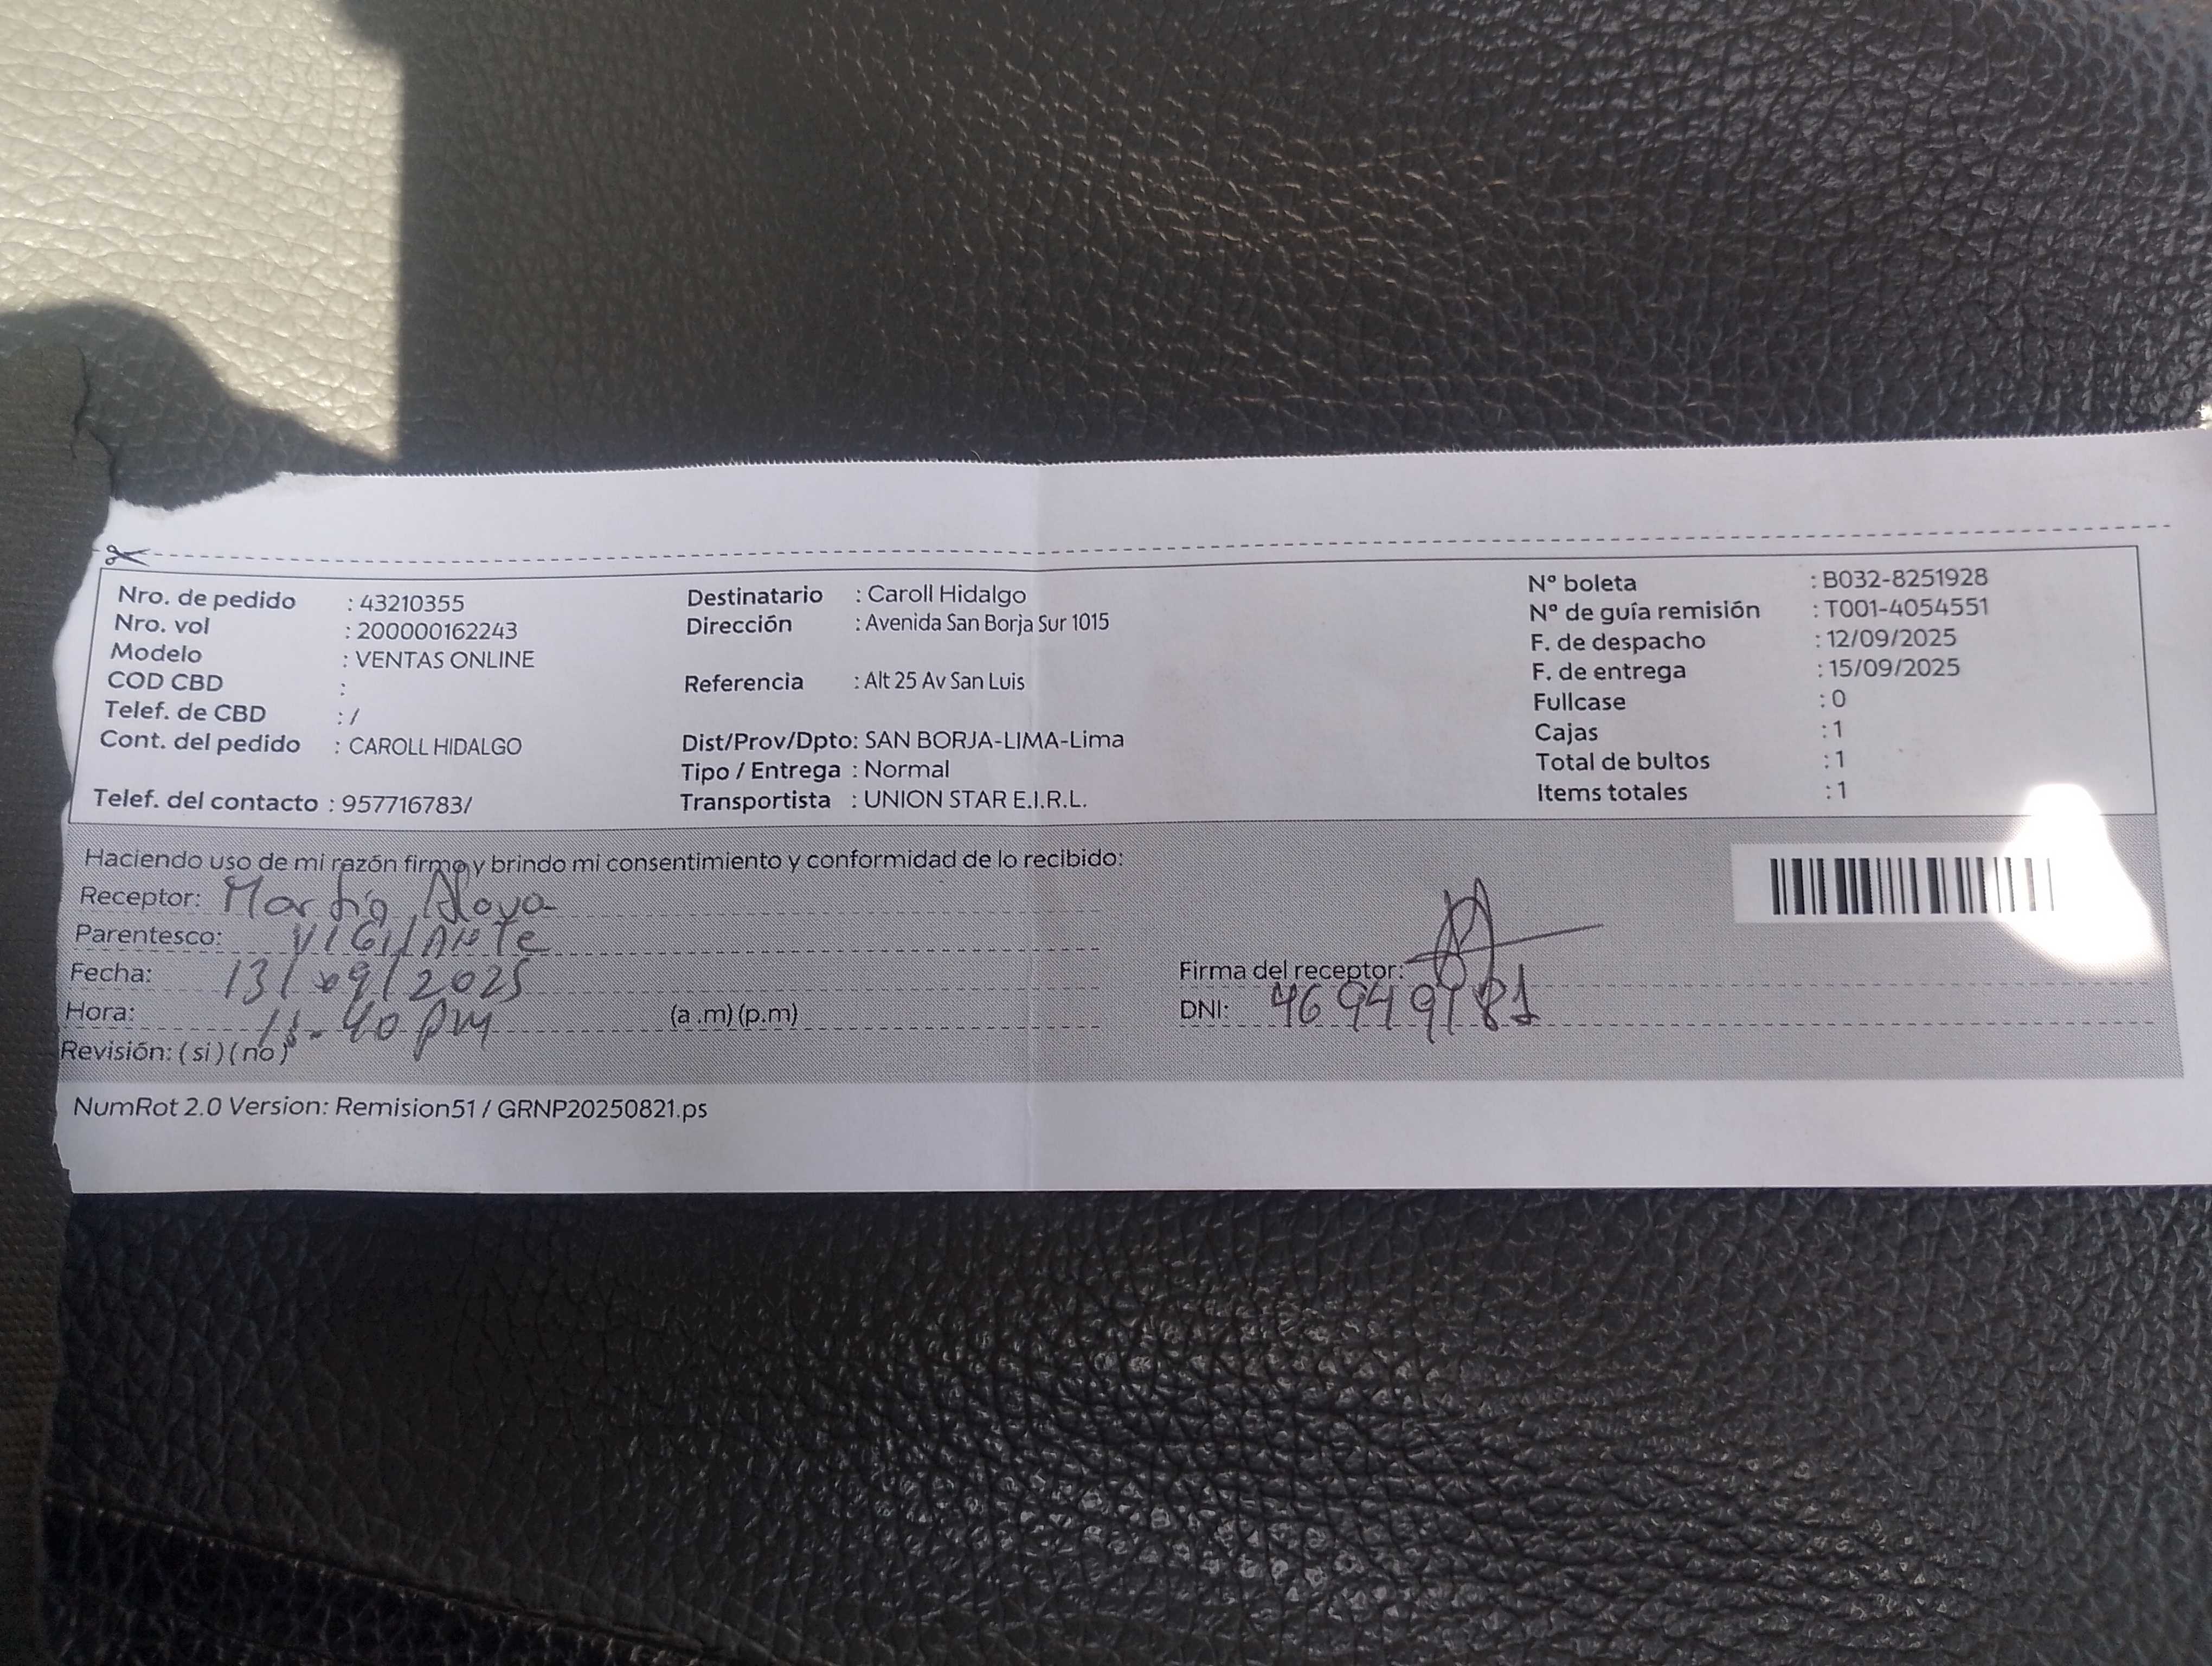 Nro. de pedido : 43210355
Nro. vol : 200000162243
Modelo : VENTAS ONLINE
COD CBD :
Telef. de CBD : /
Cont. del pedido : CAROLL HIDALGO
Telef. del contacto : 957716783/
Destinatario : Caroll Hidalgo
Dirección : Avenida San Borja Sur 1015
Referencia : Alt 25 Av San Luis
Dist/Prov/Dpto: SAN BORJA-LIMA-Lima
Tipo / Entrega : Normal
Transportista : UNION STAR E.I.R.L.
Nº boleta : B032-8251928
Nº de guía remisión : T001-4054551
F. de despacho : 12/09/2025
F. de entrega : 15/09/2025
Fullcase : 0
Cajas : 1
Total de bultos : 1
Items totales : 1
Haciendo uso de mi razón firmo y brindo mi consentimiento y conformidad de lo recibido:
Receptor: Martín
Parentesco: VIGILANTE
Fecha: 13/09/2025
Hora: pm (a .m) (p.m)
Revisión: ( si ) ( no )
Firma del receptor:
DNI:
NumRot 2.0 Version: Remision51 / GRNP20250821.ps